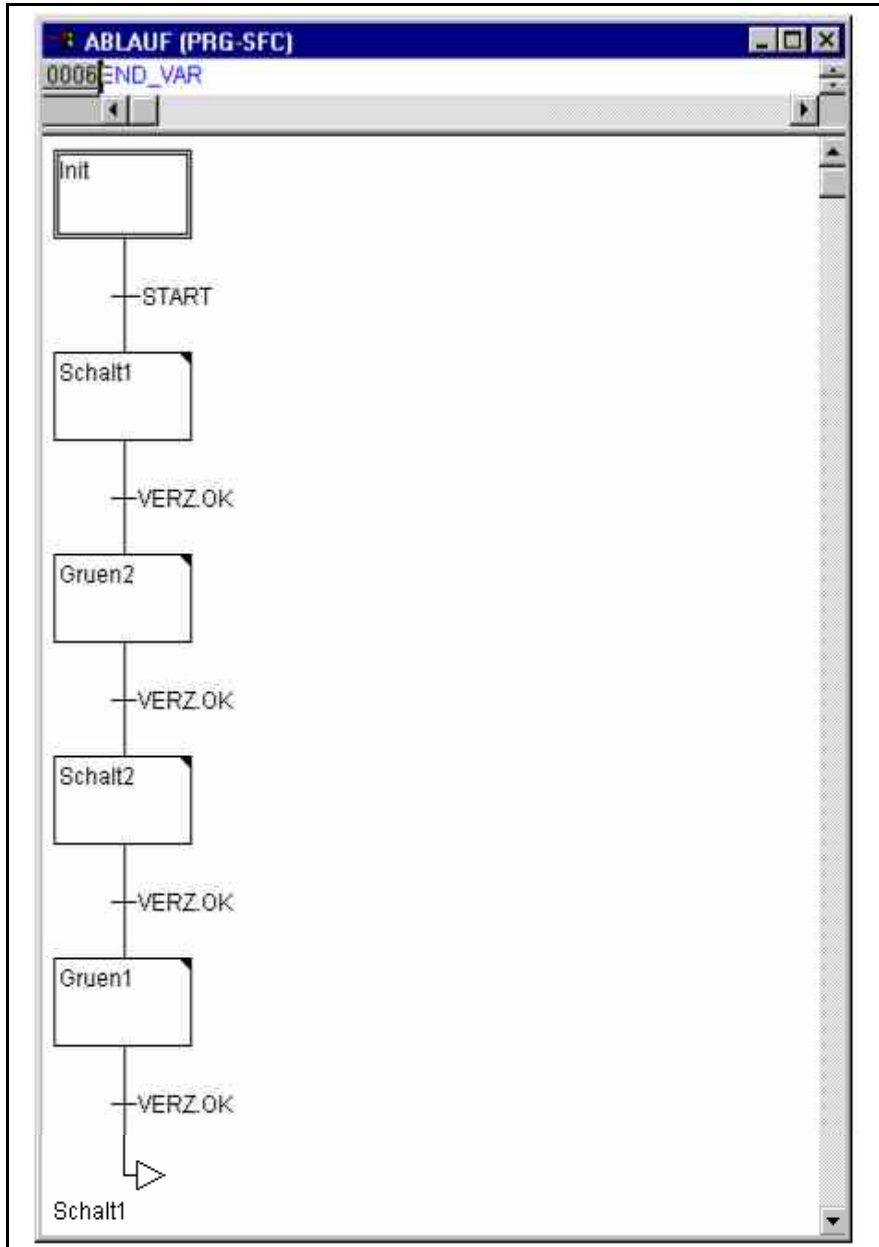 ABLAUF (PRG-SFC)
0006 END_VAR
Init
START
Schalt1
VERZ.OK
Gruen2
VERZ.OK
Schalt2
VERZ.OK
Gruen1
VERZ.OK
Schalt1